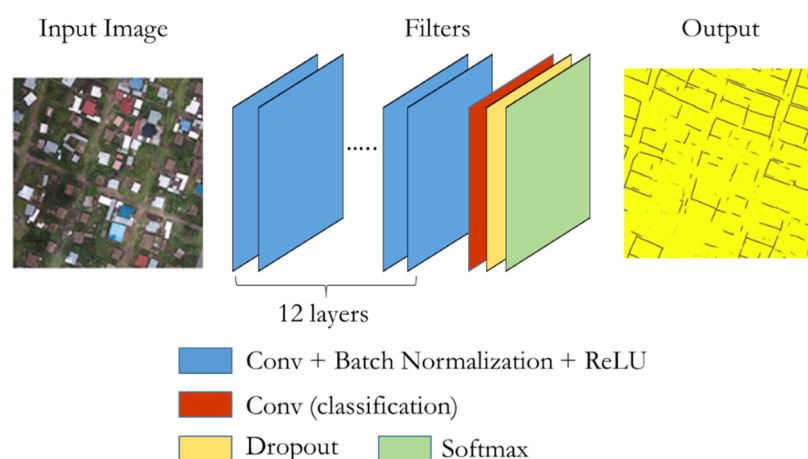 Input Image
Filters
Output
.....
12 layers
Conv + Batch Normalization + ReLU
Conv (classification)
Dropout
Softmax